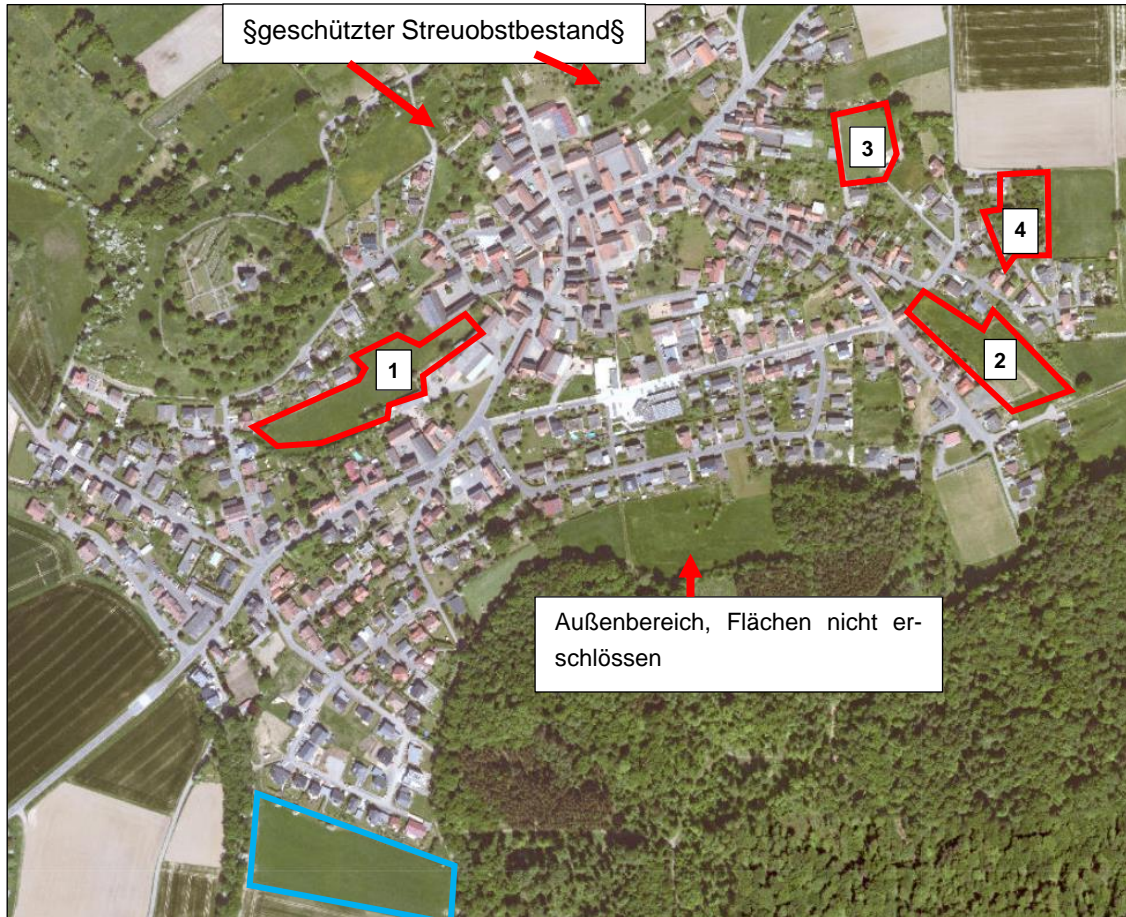 §geschützter Streuobstbestand§
3
4
2
1
Außenbereich, Flächen nicht er-
schlössen